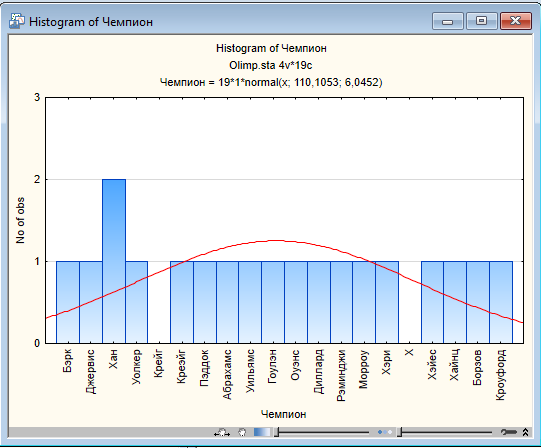 Histogram of Чемпион
Histogram of Чемпион
Olimp.sta 4v*19c
Чемпион = 19*1*normal(x; 110,1053; 6,0452)
3
2
1
0
No of obs
Бэрк
Джервис
Хан
Уолкер
Крейг
Креэйг
Пэддок
Абрахамс
Уильямс
Гоулэн
Оуэнс
Диллард
Рэминджи
Морроу
Хэри
Х
Хэйес
Хайнц
Борзов
Кроуфорд
Чемпион